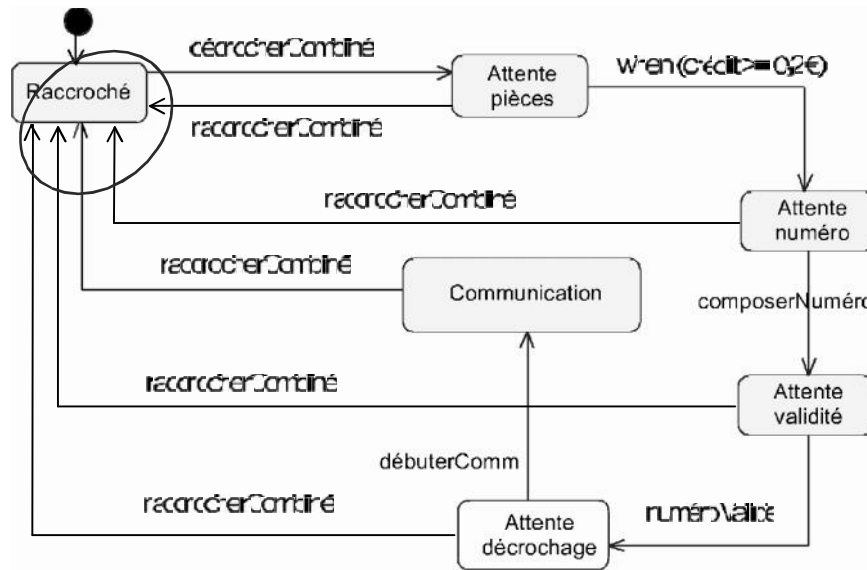 décrocherCombiné
Attente
pièces
when (crédit >= 0,2€)
Raccroché
raccrocherCombiné
raccrocherCombiné
Attente
numéro
raccrocherCombiné
Communication
composerNuméro
raccrocherCombiné
Attente
validité
débuterComm
raccrocherCombiné
Attente
décrochage
numéroValide